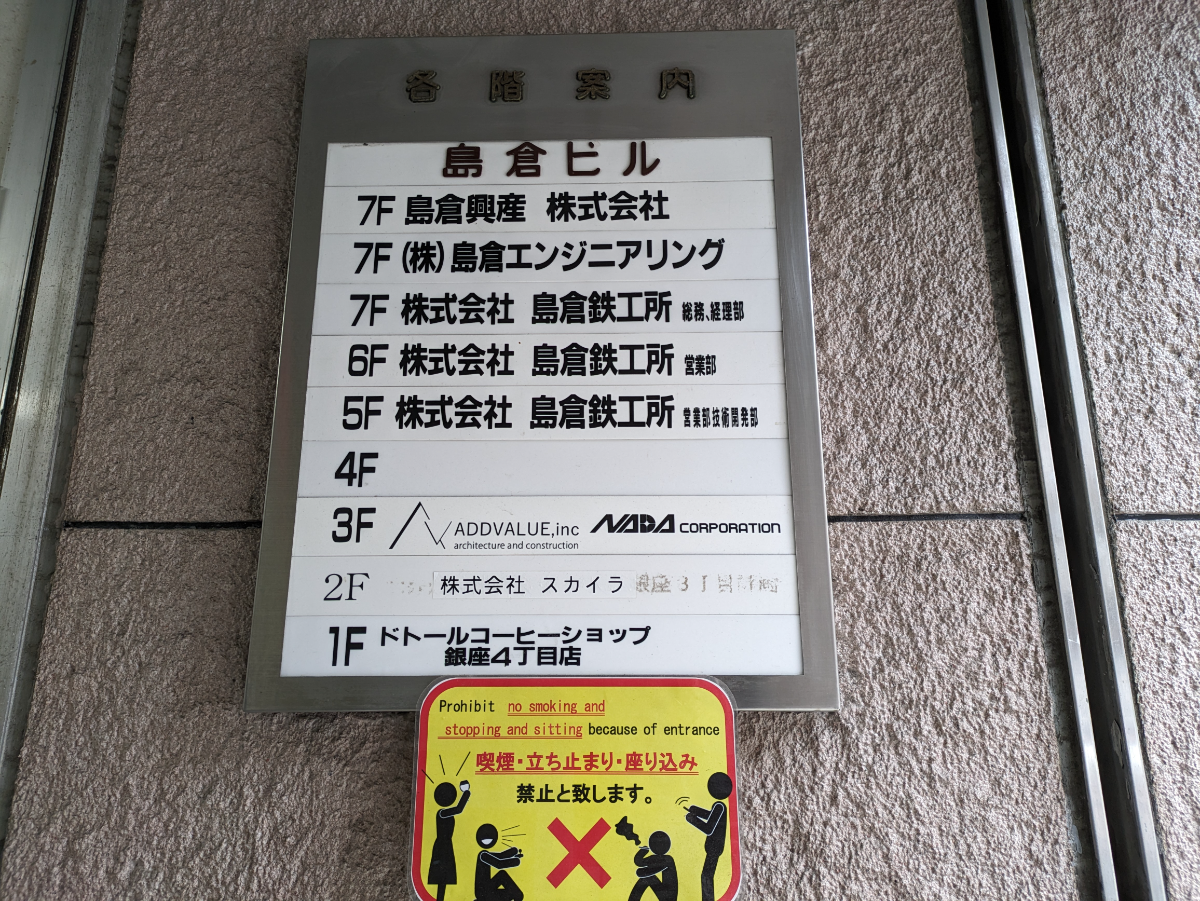 各階案内
島倉ビル
7F 島倉興産 株式会社
7F (株)島倉エンジニアリング
7F 株式会社 島倉鉄工所 総務、経理部
6F 株式会社 島倉鉄工所 営業部
5F 株式会社 島倉鉄工所 営業部技術開発部
4F
3F ADDVALUE,inc NADA CORPORATION
architecture and construction
2F 株式会社 スカイラ 銀座3丁目
1F ドトールコーヒーショップ
銀座4丁目店
Prohibit no smoking and
stopping and sitting because of entrance
喫煙・立ち止まり・座り込み
禁止と致します。